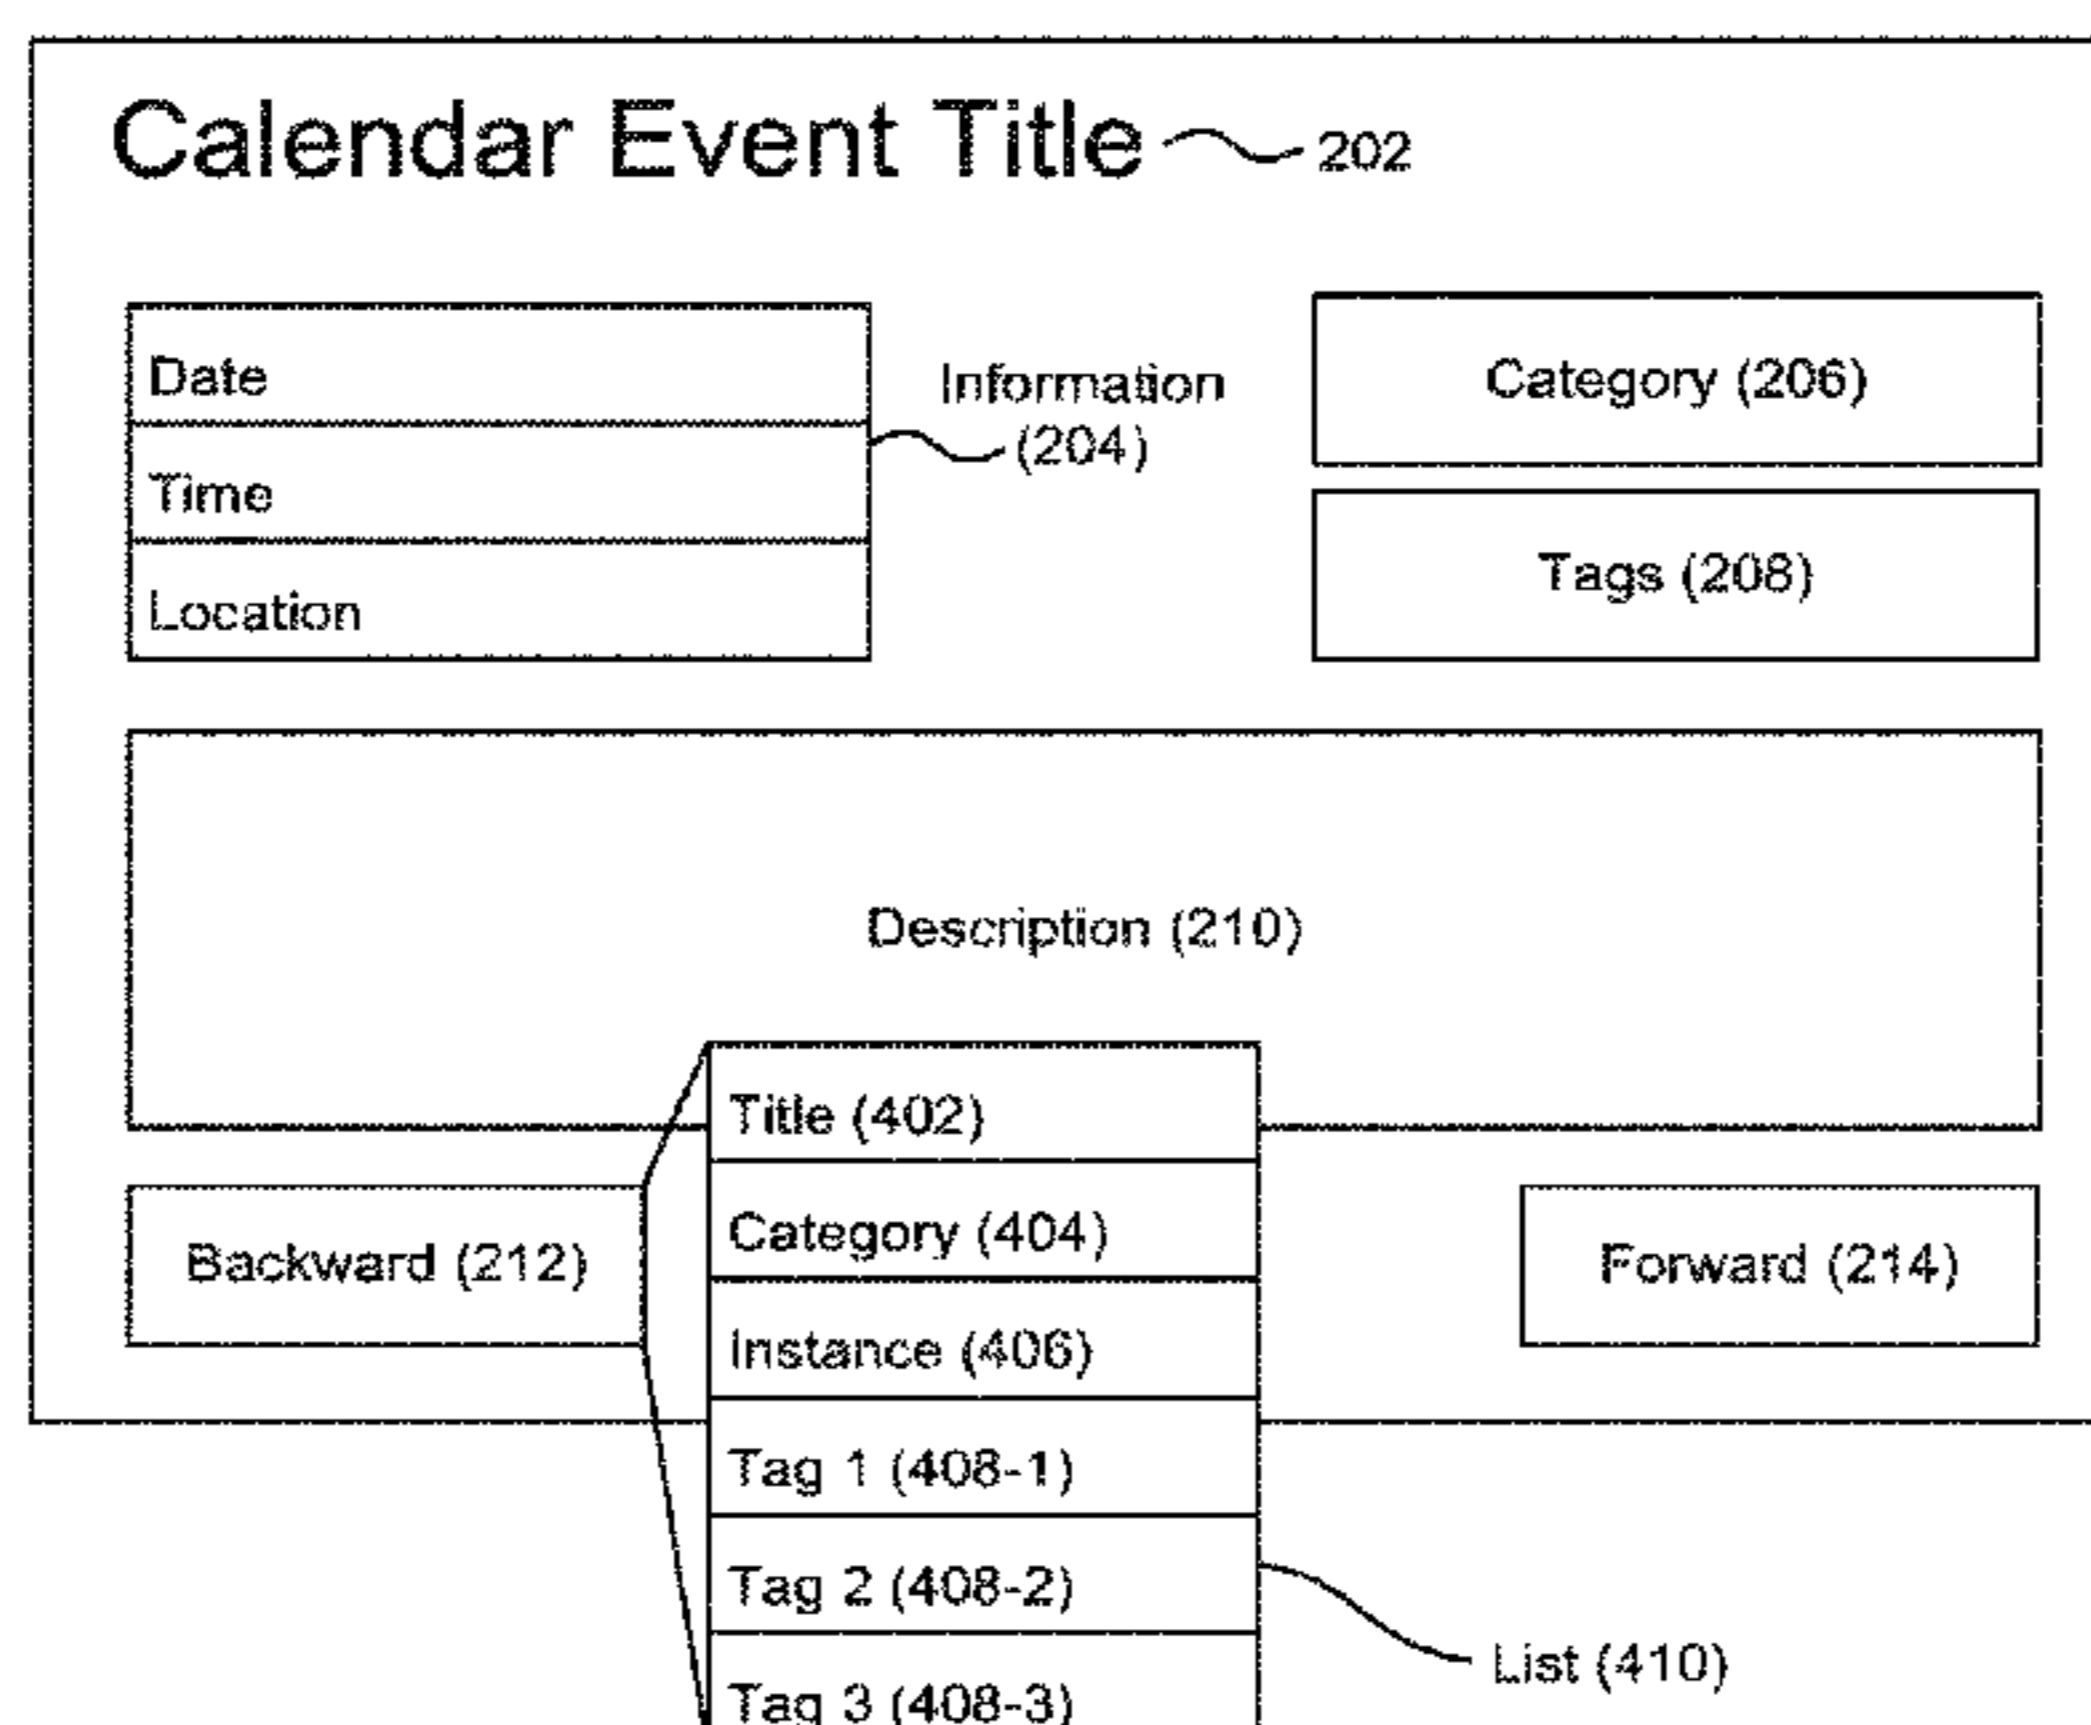 Calendar Event Title 202
Date
Information
(204)
Category (206)
Time
Tags (208)
Location
Description (210)
Title (402)
Category (404)
Backward (212)
Forward (214)
Instance (406)
Tag 1 (408-1)
Tag 2 (408-2)
List (410)
Tag 3 (408-3)